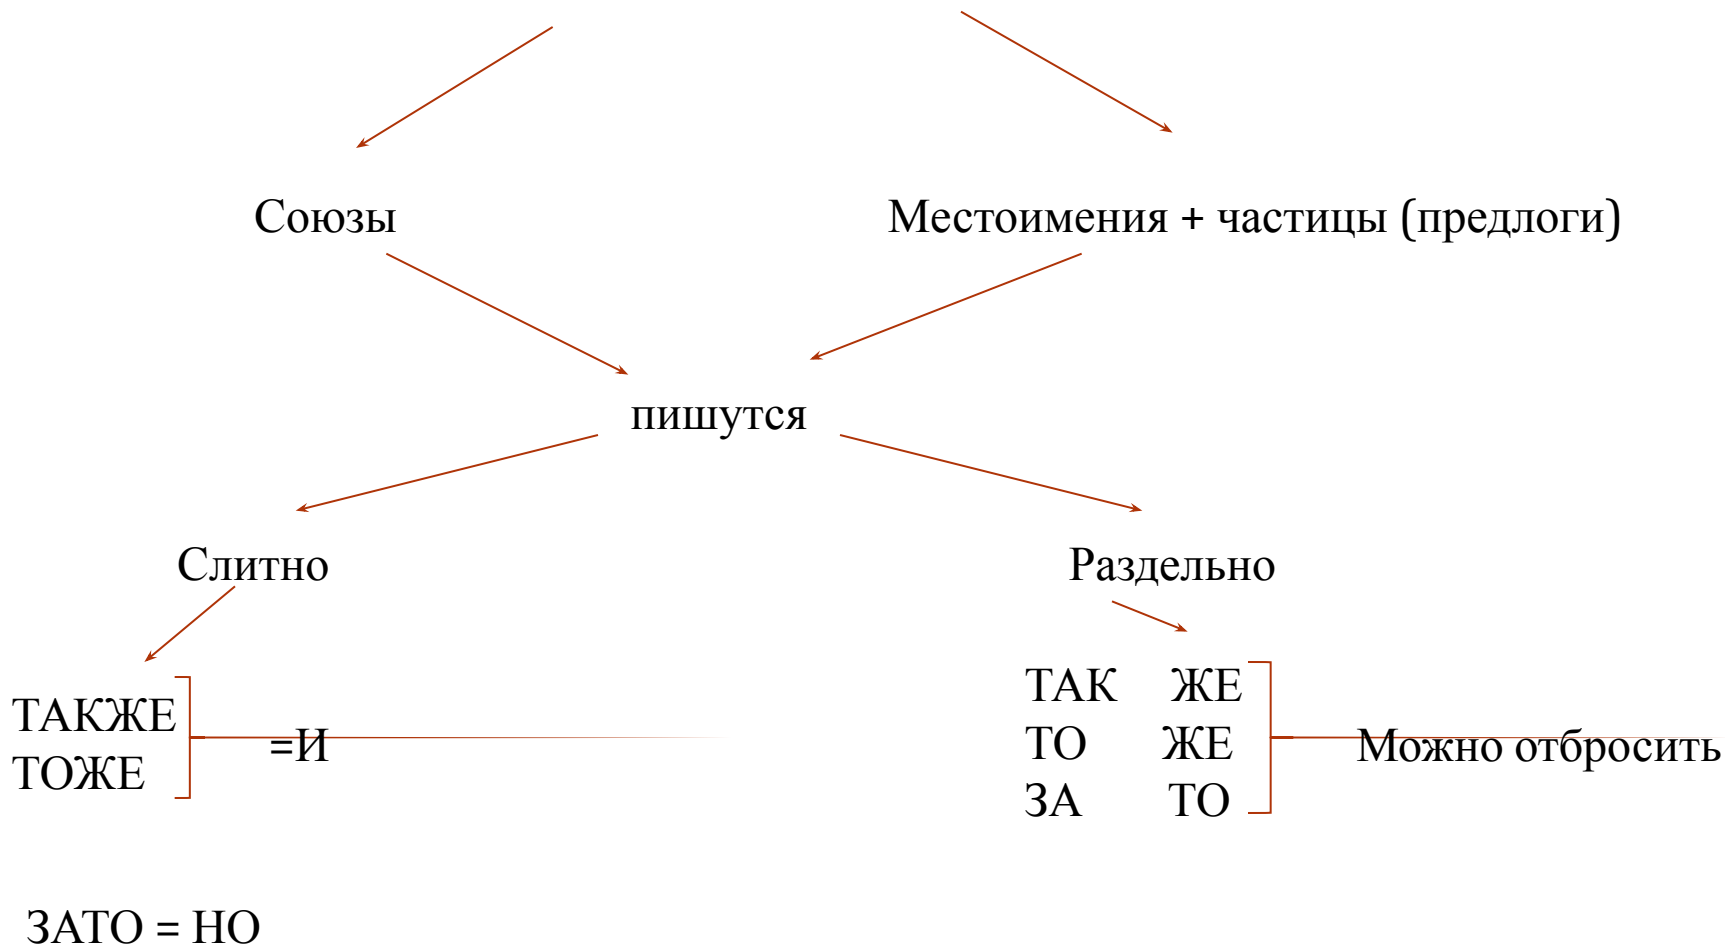 Союзы
Местоимения + частицы (предлоги)
пишутся
Слитно
Раздельно
ТАКЖЕ
ТОЖЕ
=И
ТАК ЖЕ
ТО ЖЕ
ЗА ТО
Можно отбросить
ЗАТО = НО